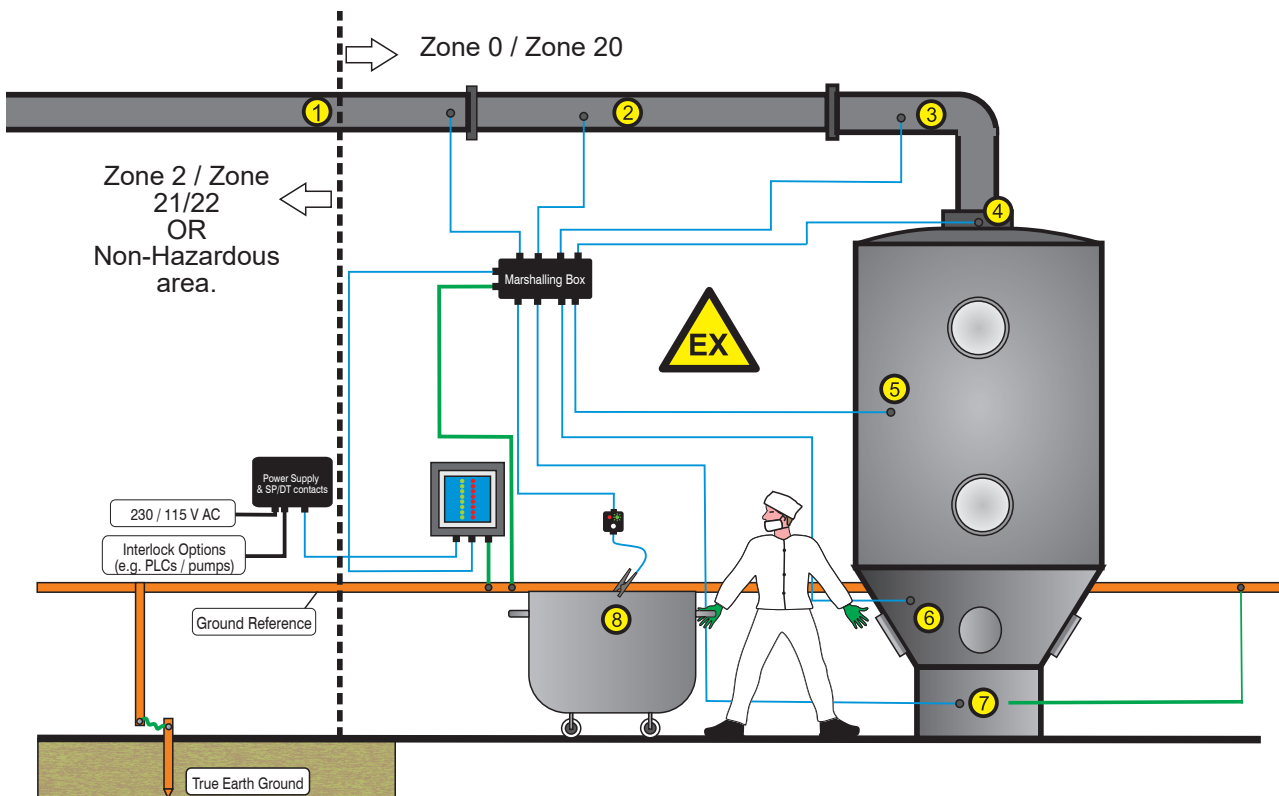 Zone 0 / Zone 20
1
2
3
Zone 2 / Zone
21/22
OR
Non-Hazardous
area.
4
Marshalling Box
EX
5
Power Supply
& SP/DT contacts
230 / 115 V AC
Interlock Options
(e.g. PLCs / pumps)
Ground Reference
8
6
7
True Earth Ground